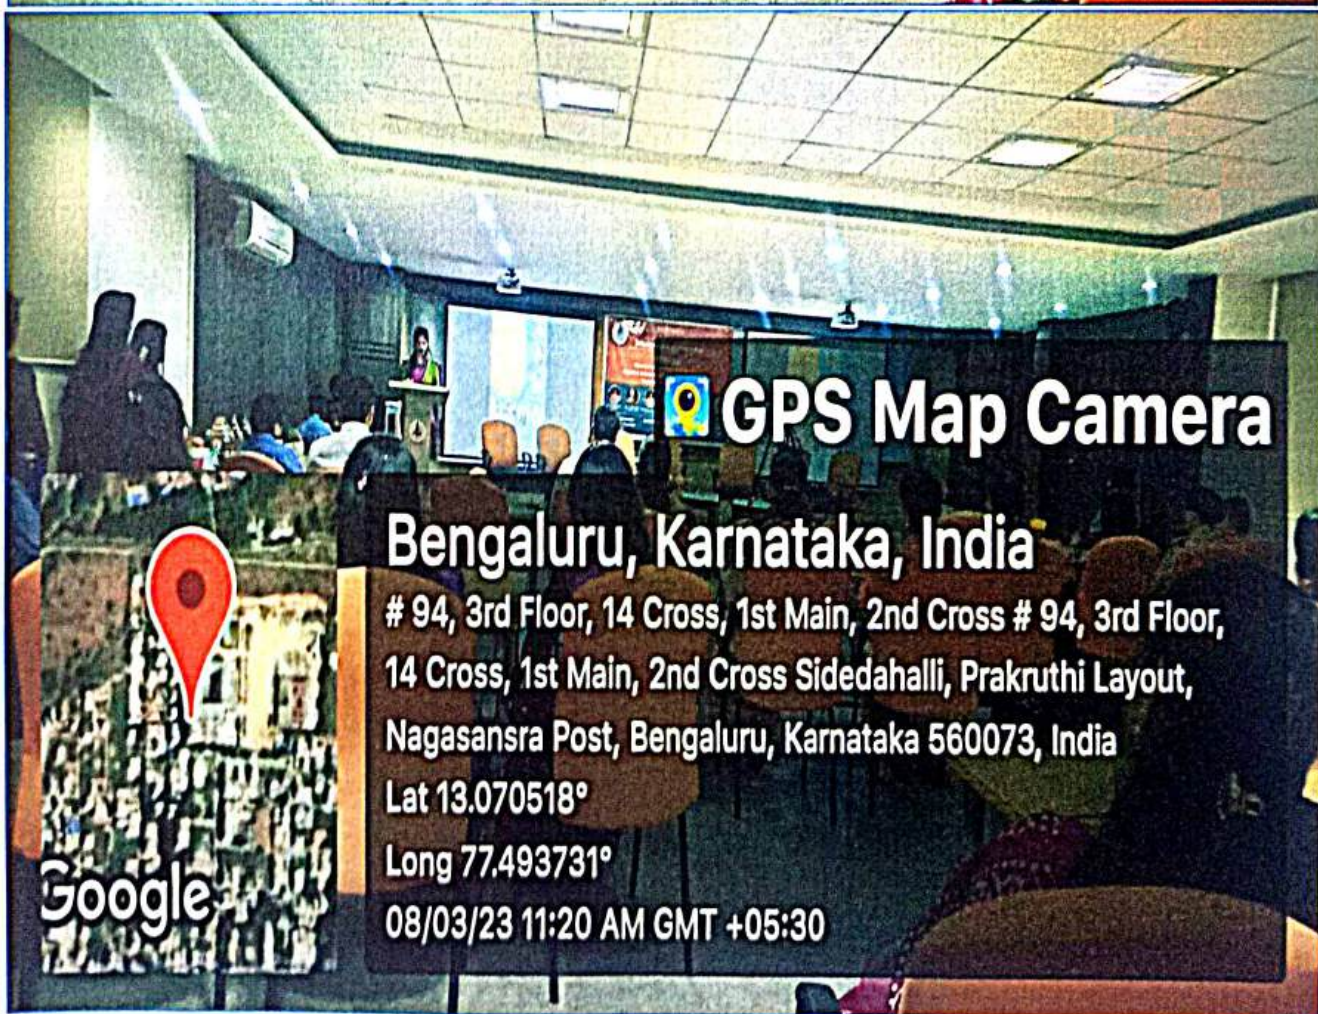 GPS Map Camera
Bengaluru, Karnataka, India
# 94, 3rd Floor, 14 Cross, 1st Main, 2nd Cross # 94, 3rd Floor,
14 Cross, 1st Main, 2nd Cross Sidedahalli, Prakruthi Layout,
Nagasansra Post, Bengaluru, Karnataka 560073, India
Lat 13.070518°
Long 77.493731°
08/03/23 11:20 AM GMT +05:30
Google